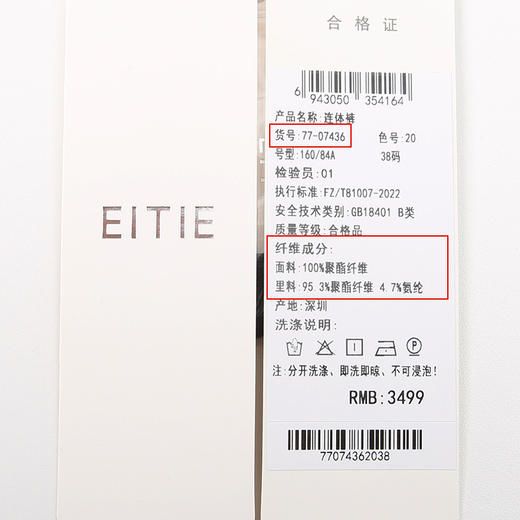 EITIE
合格证
6 943050 354164
产品名称:连体裤
货号:77-07436 色号:20
号型:160/84A 38码
检验员:01
执行标准:FZ/T81007-2022
安全技术类别:GB18401 B类
质量等级:合格品
纤维成分:
面料:100%聚酯纤维
里料:95.3%聚酯纤维 4.7%氨纶
产地:深圳
洗涤说明:
注:分开洗涤、即洗即晾、不可浸泡!
RMB:3499
77074362038